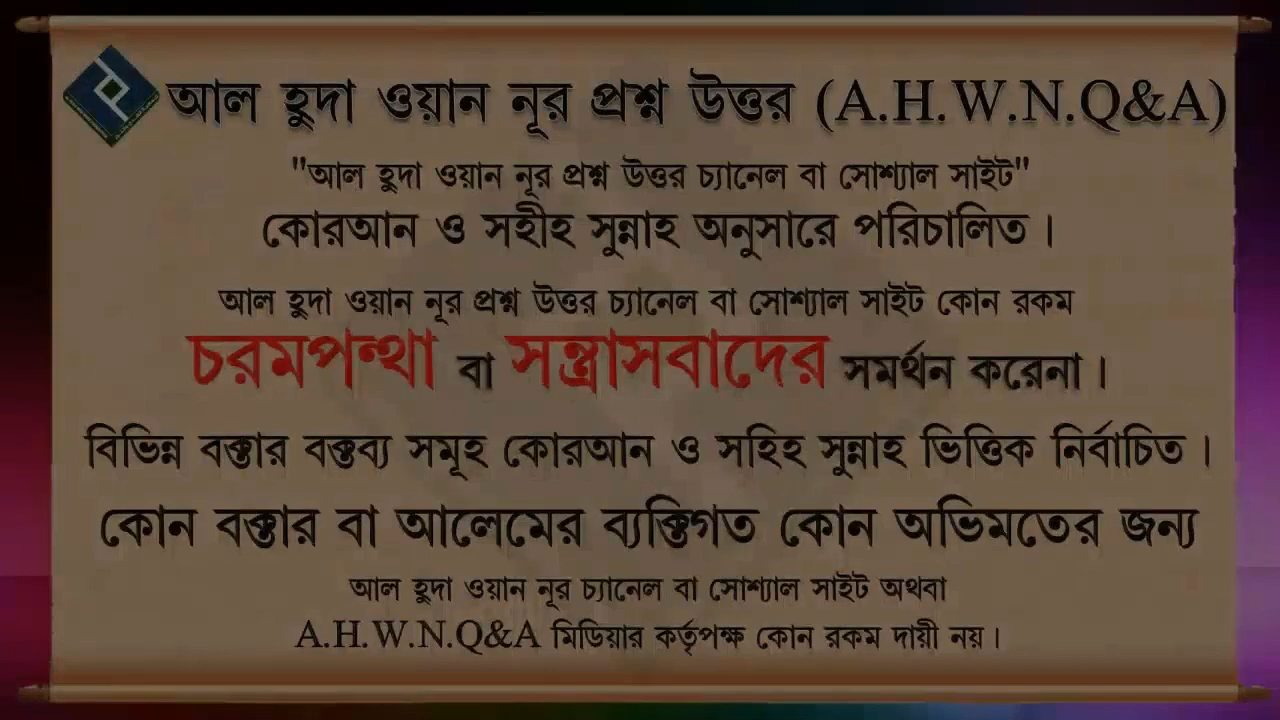 আল হুদা ওয়ান নূর প্রশ্ন উত্তর (A.H.W.N.Q&A)
"আল হুদা ওয়ান নূর প্রশ্ন উত্তর চ্যানেল বা সোশ্যাল সাইট"
কোরআন ও সহীহ সুন্নাহ অনুসারে পরিচালিত।
আল হুদা ওয়ান নূর প্রশ্ন উত্তর চ্যানেল বা সোশ্যাল সাইট কোন রকম
চরমপন্থা বা সন্ত্রাসবাদের সমর্থন করেনা।
বিভিন্ন বক্তার বক্তব্য সমূহ কোরআন ও সহিহ সুন্নাহ ভিত্তিক নির্বাচিত।
কোন বক্তার বা আলেমের ব্যক্তিগত কোন অভিমতের জন্য
আল হুদা ওয়ান নূর চ্যানেল বা সোশ্যাল সাইট অথবা
A.H.W.N.Q&A মিডিয়ার কর্তৃপক্ষ কোন রকম দায়ী নয়।